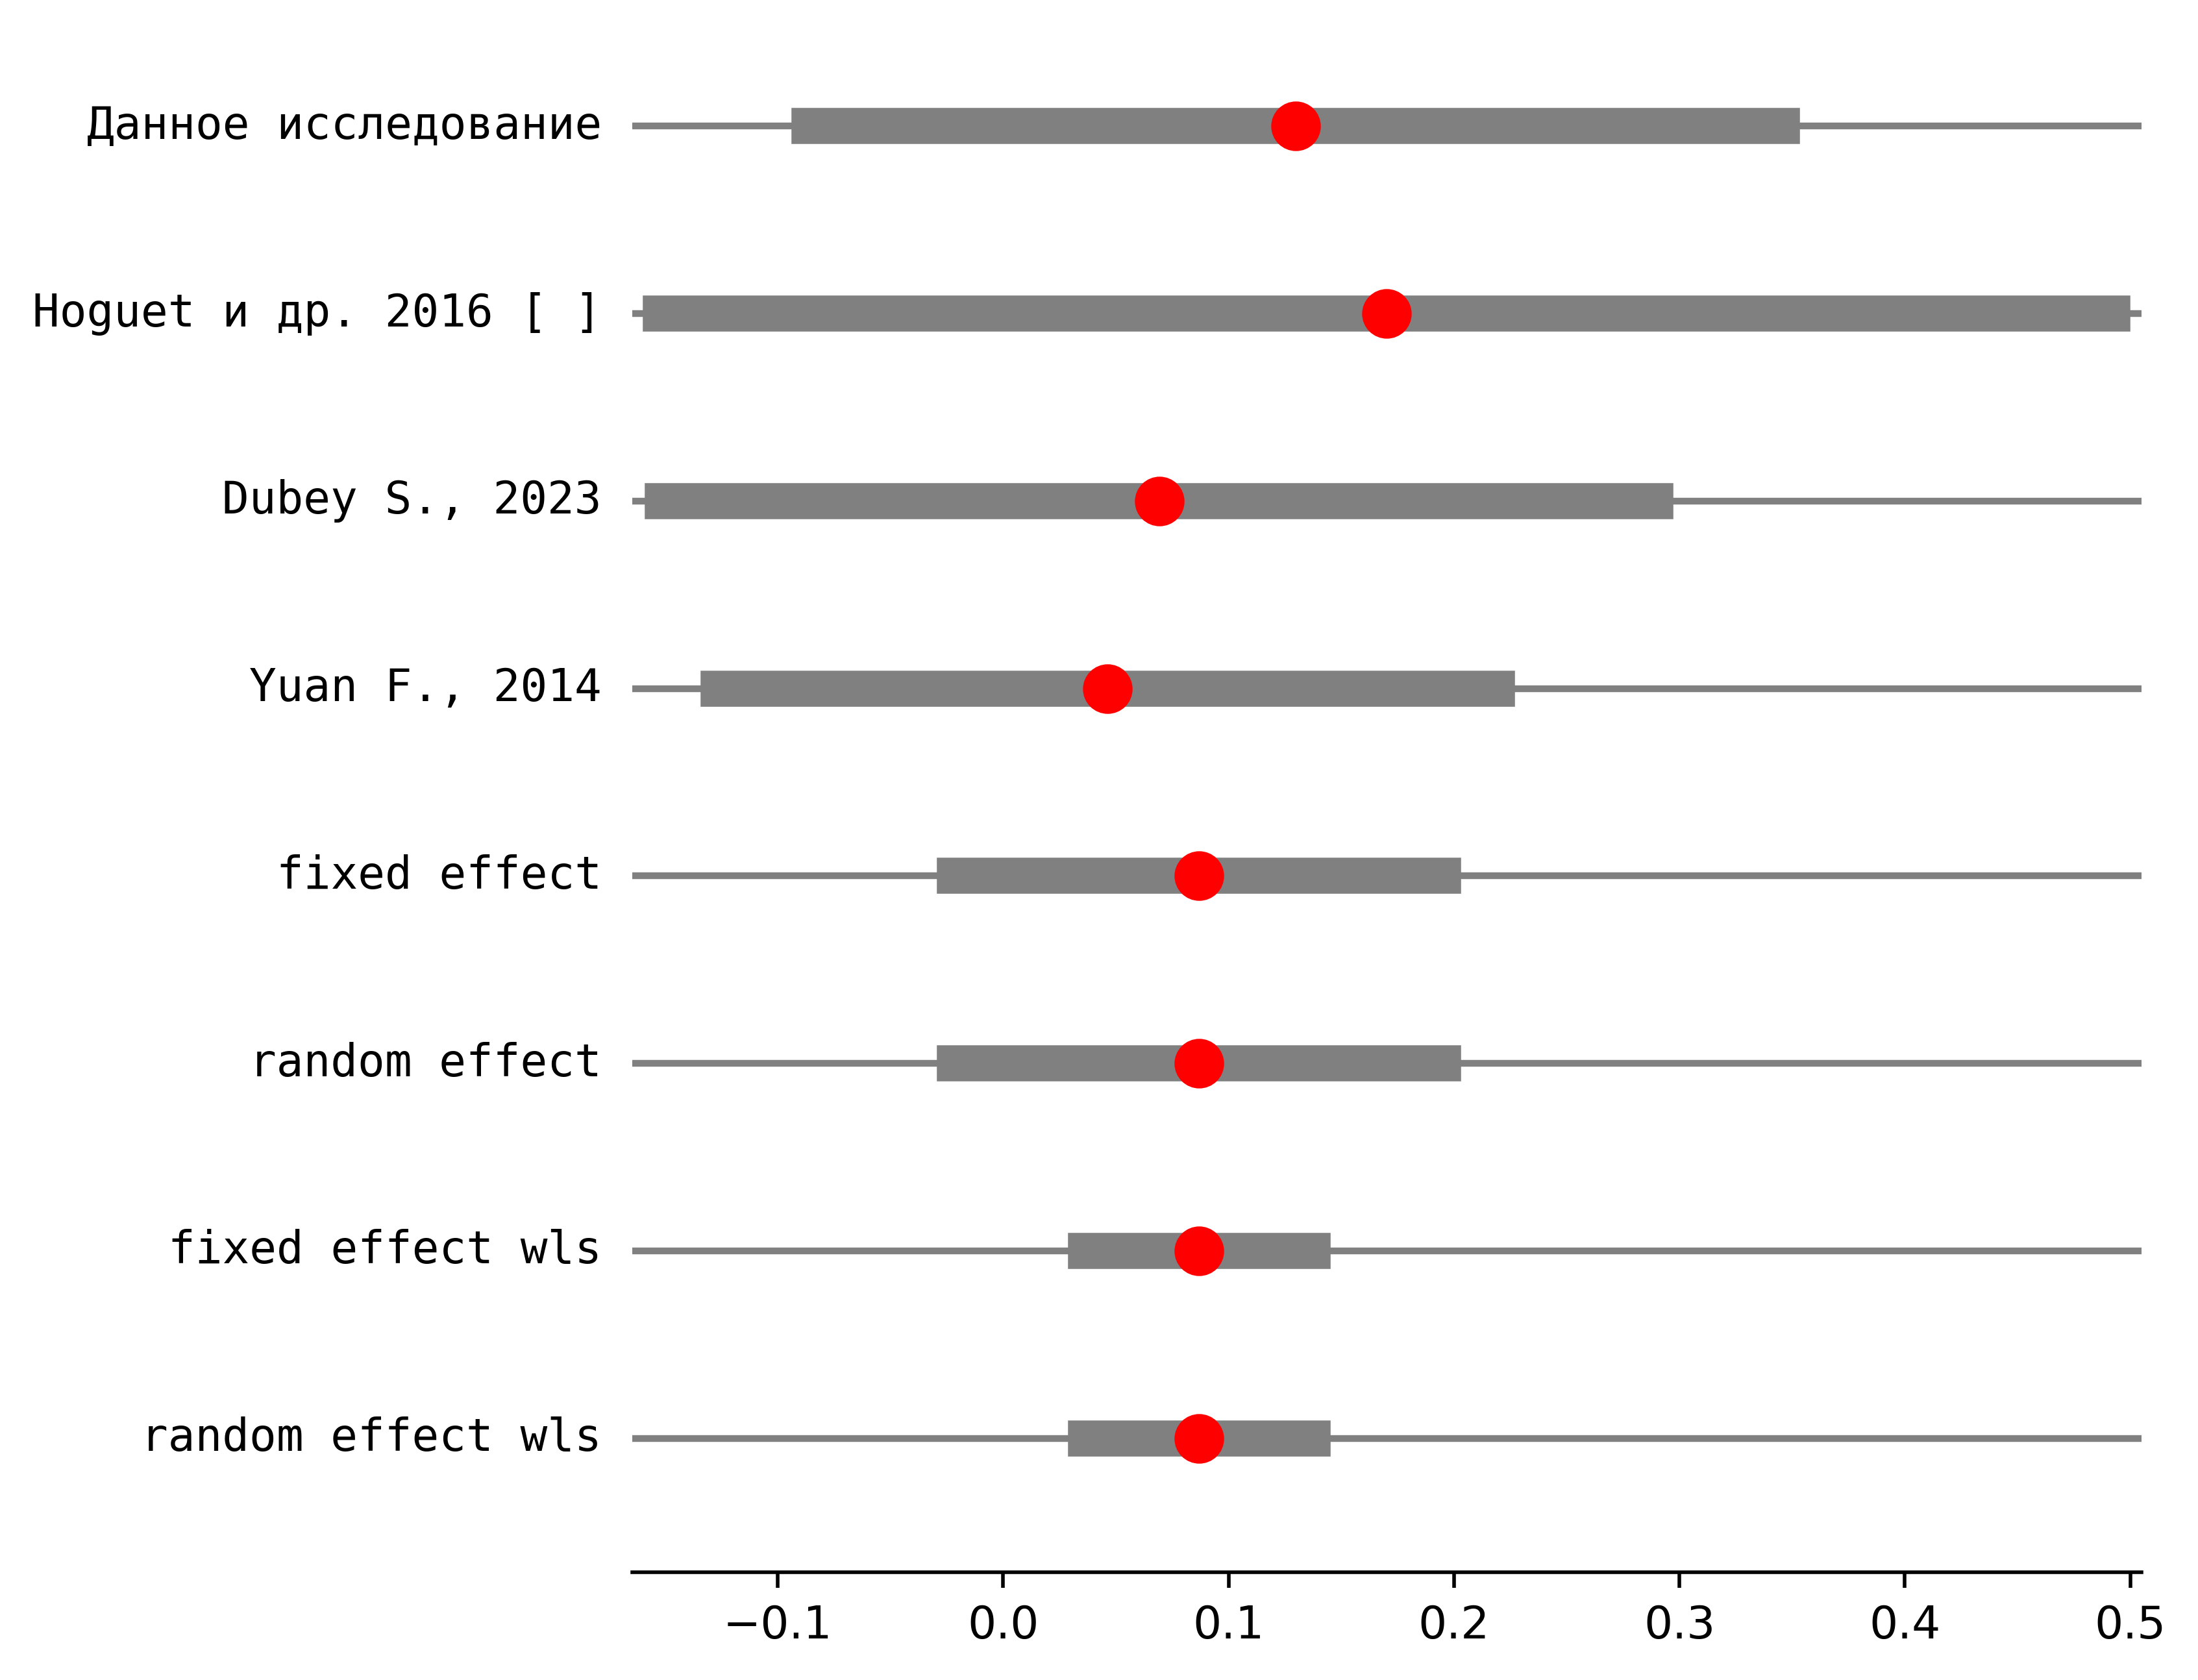 Данное исследование
Hoguet и др. 2016 [ ]
Dubey S., 2023
Yuan F., 2014
fixed effect
random effect
fixed effect wls
random effect wls
−0.1 0.0 0.1 0.2 0.3 0.4 0.5